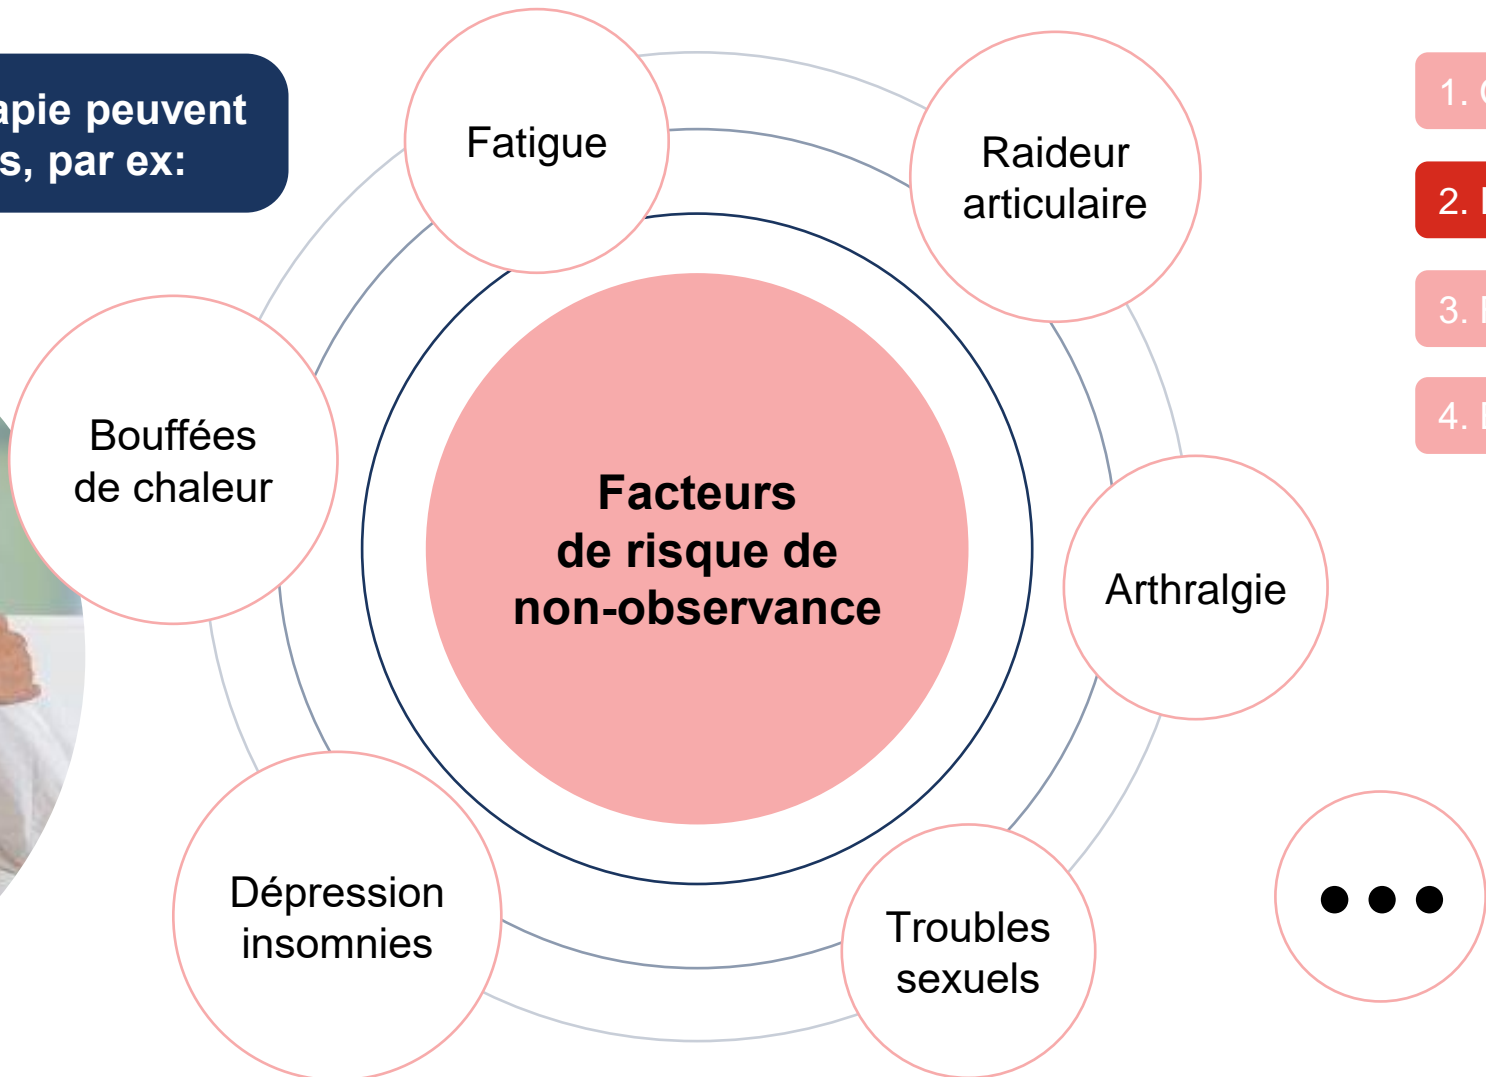 apie peuvent
s, par ex:
Fatigue
Raideur
articulaire
Bouffées
de chaleur
Facteurs
de risque de
non-observance
Arthralgie
Dépression
insomnies
Troubles
sexuels
•••
1.
2.
3.
4.